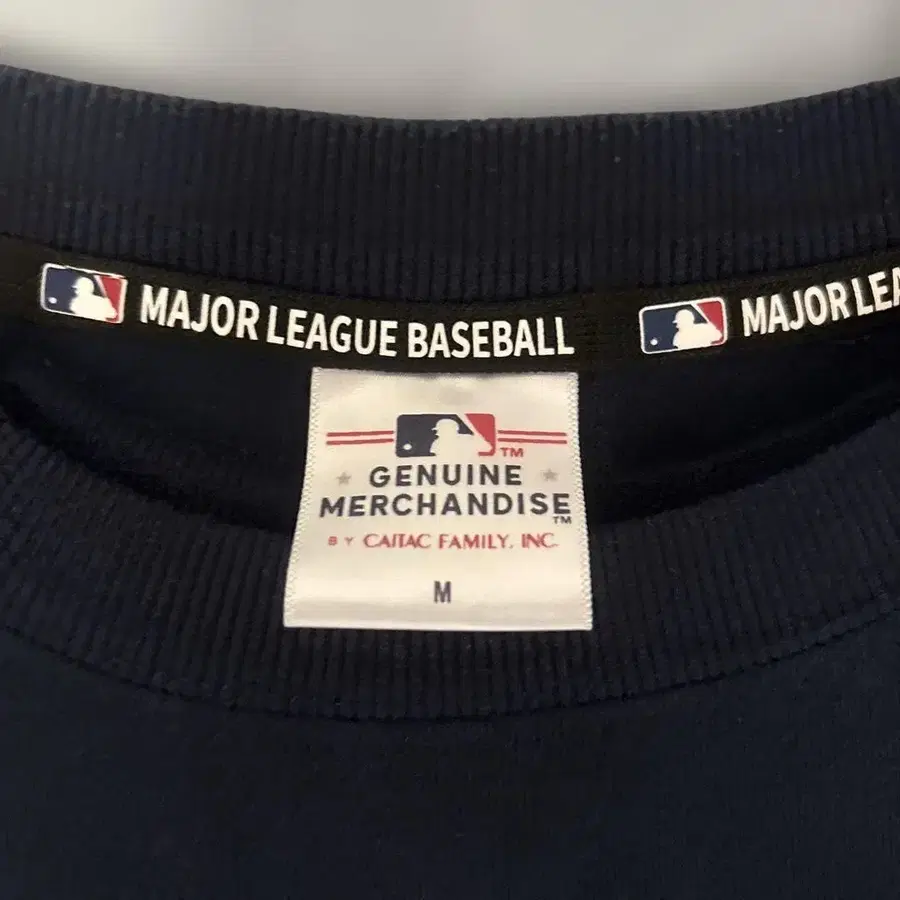 MAJOR LEAGUE BASEBALL MAJOR LEA
TM
GENUINE
MERCHANDISE TM
BY CAITAC FAMILY, INC.
M